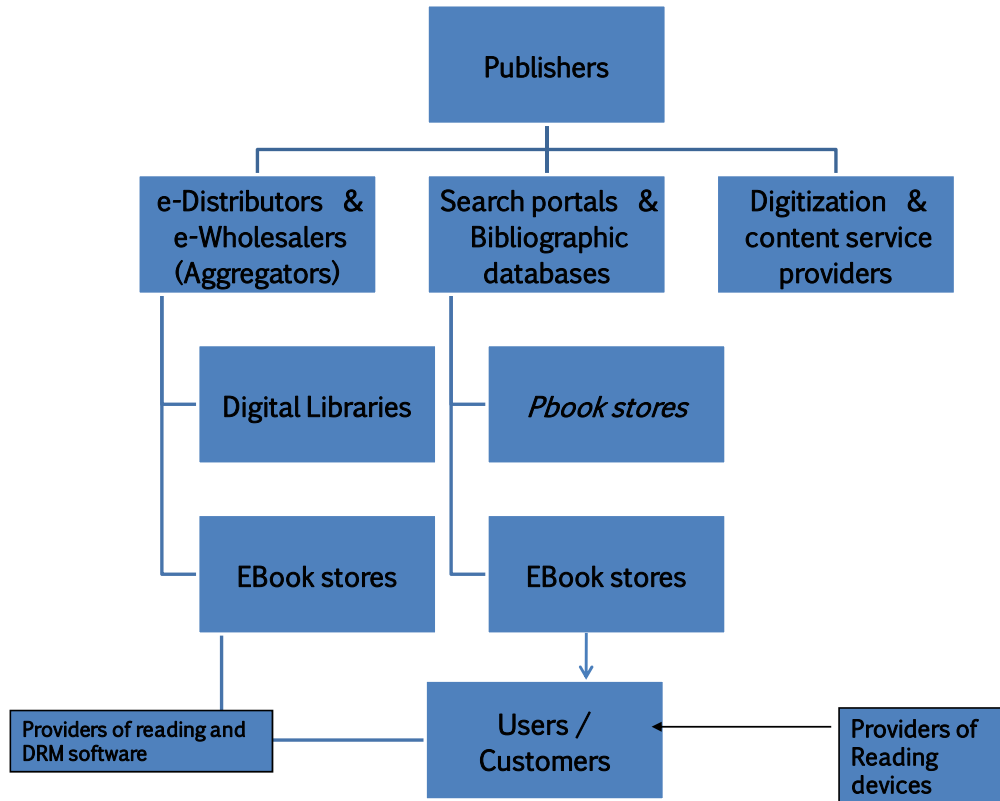 Publishers
e-Distributors &
e-Wholesalers
(Aggregators)
Search portals &
Bibliographic
databases
Digitization &
content service
providers
Digital Libraries
Pbook stores
EBook stores
EBook stores
Providers of reading and
DRM software
Users /
Customers
Providers of
Reading
devices